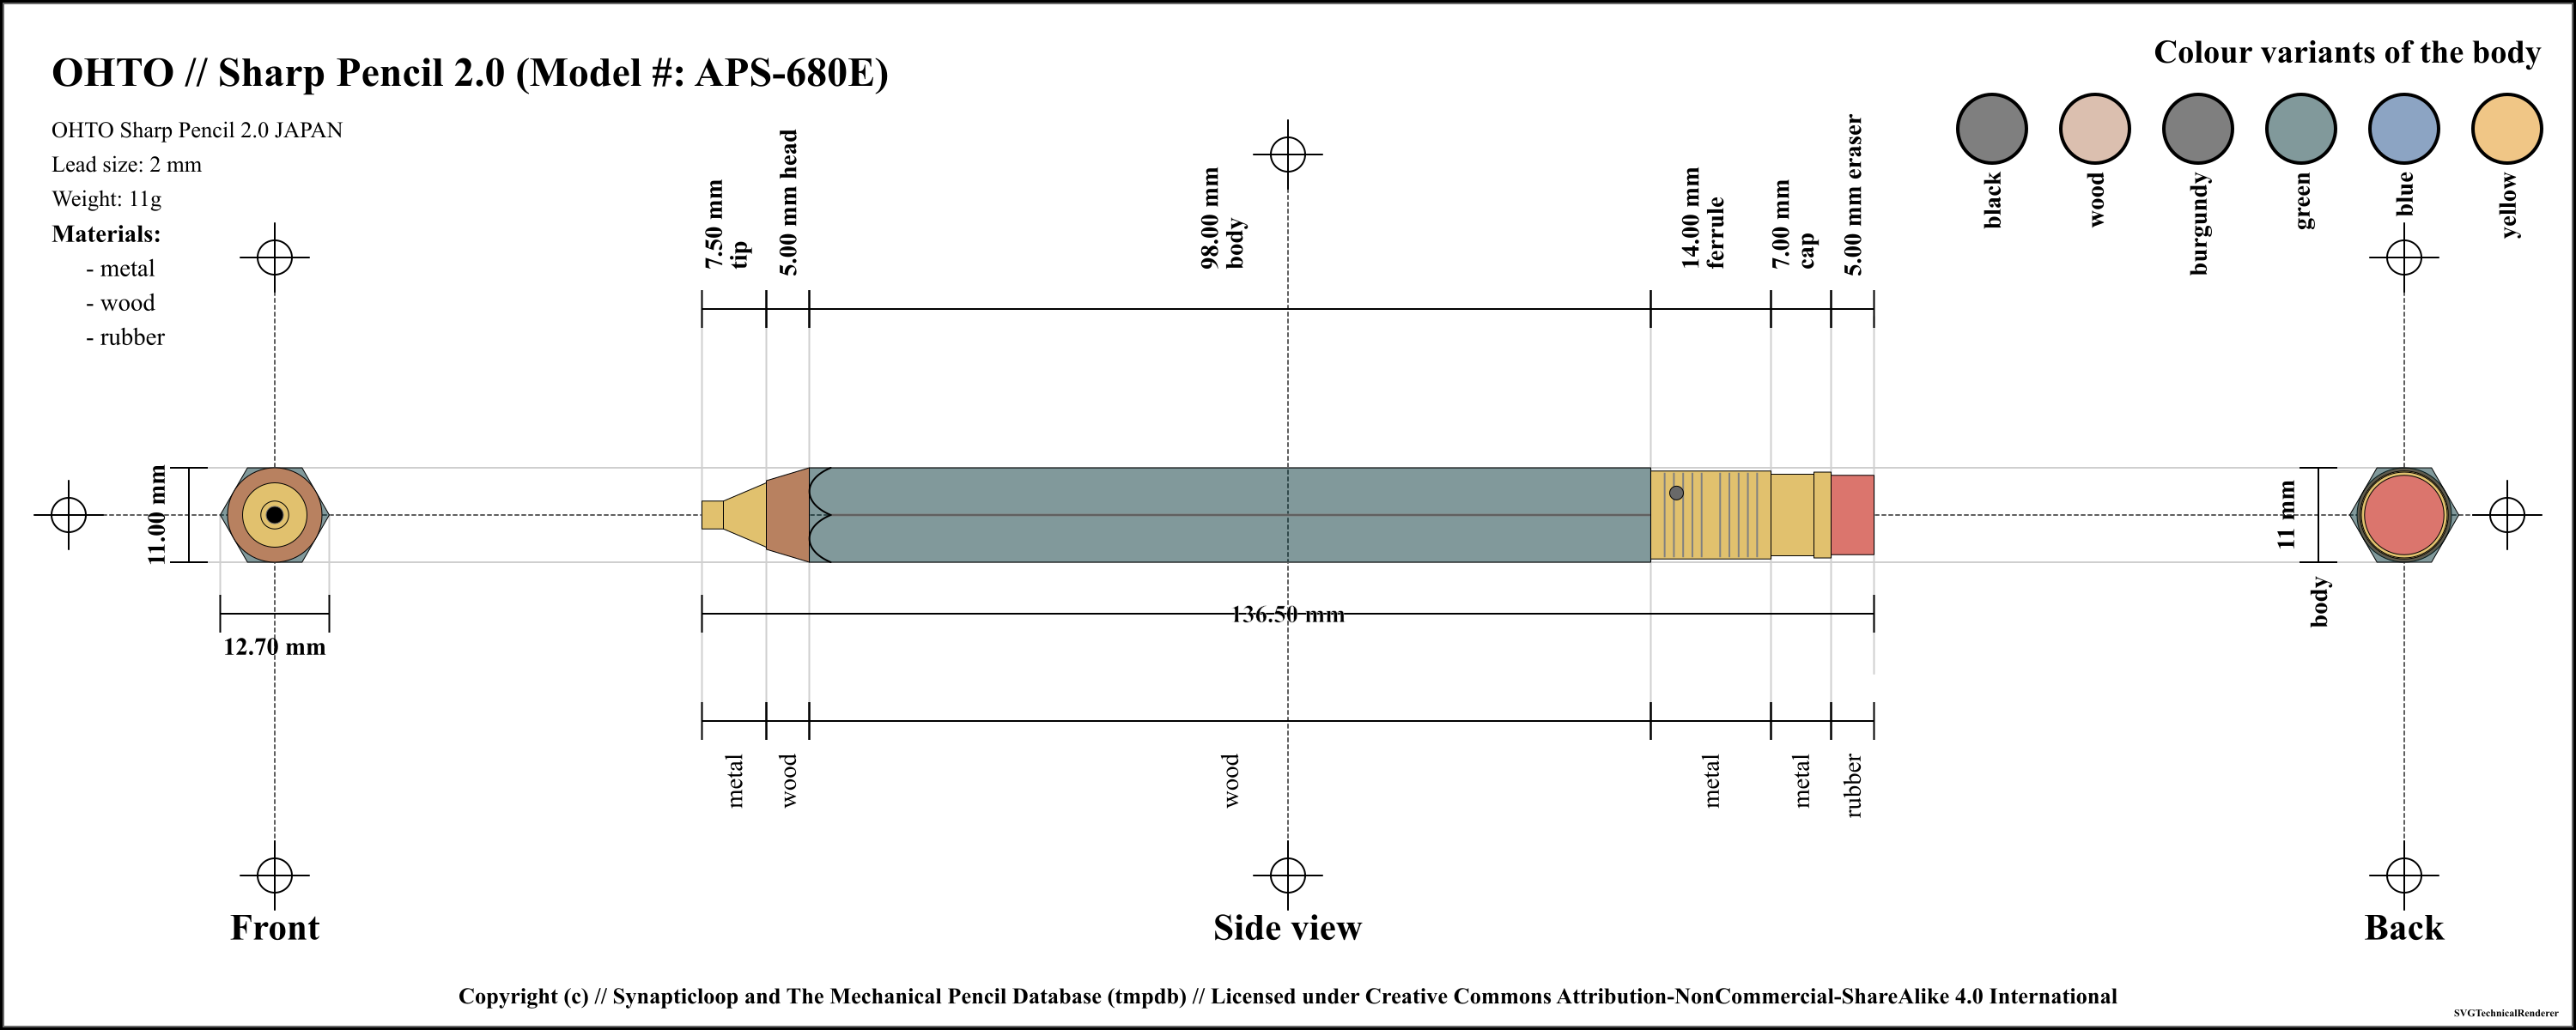 OHTO // Sharp Pencil 2.0 (Model #: APS-680E)
Colour variants of the body
OHTO Sharp Pencil 2.0 JAPAN
Lead size: 2 mm
Weight: 11g
Materials:
- metal
- wood
- rubber
black
wood
burgundy
green
blue
yellow
7.50 mm
tip
5.00 mm head
98.00 mm
body
14.00 mm
ferrule
7.00 mm
cap
5.00 mm eraser
11.00 mm
12.70 mm
136.50 mm
11 mm
body
metal
wood
wood
metal
metal
rubber
Front
Side view
Back
Copyright (c) // Synapticloop and The Mechanical Pencil Database (tmpdb) // Licensed under Creative Commons Attribution-NonCommercial-ShareAlike 4.0 International
SVGTechnicalRenderer